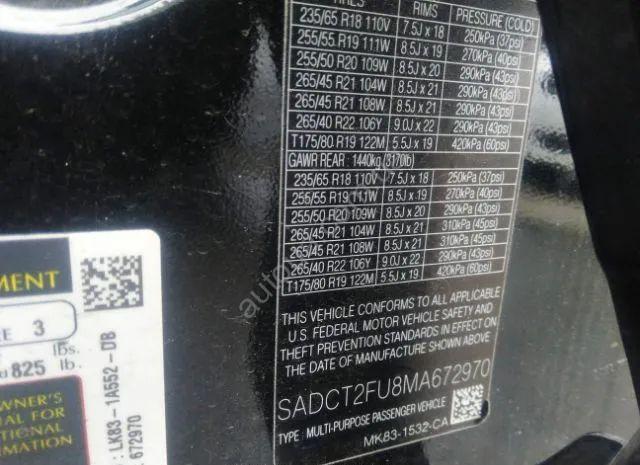 TIRES RIMS PRESSURE (COLD)
235/65 R18 110V 7.5J x 18 250kPa (37psi)
255/55 R19 111W 8.5J x 19 270kPa (40psi)
255/50 R20 109W 8.5J x 20 290kPa (43psi)
265/45 R21 104W 8.5J x 21 290kPa (43psi)
265/45 R21 108W 8.5J x 21 290kPa (43psi)
265/40 R22 106Y 9.0J x 22 290kPa (43psi)
T175/80 R19 122M 5.5J x 19 420kPa (60psi)
GAWR REAR : 1440kg (3170lb)
235/65 R18 110V 7.5J x 18 250kPa (37psi)
255/55 R19 111W 8.5J x 19 270kPa (40psi)
255/50 R20 109W 8.5J x 20 290kPa (43psi)
265/45 R21 104W 8.5J x 21 310kPa (45psi)
265/45 R21 108W 8.5J x 21 310kPa (45psi)
265/40 R22 106Y 9.0J x 22 290kPa (43psi)
T175/80 R19 122M 5.5J x 19 420kPa (60psi)
THIS VEHICLE CONFORMS TO ALL APPLICABLE
U.S. FEDERAL MOTOR VEHICLE SAFETY AND
THEFT PREVENTION STANDARDS IN EFFECT ON
THE DATE OF MANUFACTURE SHOWN ABOVE.
SADCT2FU8MA672970
TYPE : MULTI-PURPOSE PASSENGER VEHICLE
MK83-1532-CA
MENT
E 3
lbs.
825 lb.
WNER'S
AL FOR
TIONAL
MATION
: LK83-1A552-DB
672970